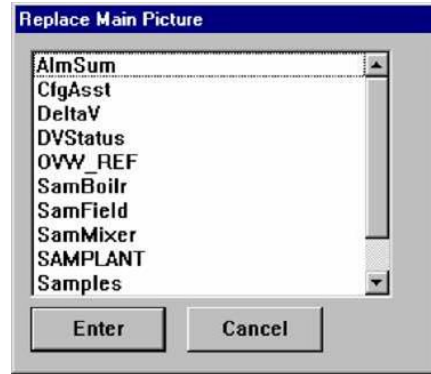 Replace Main Picture
AlmSum
CfgAsst
DeltaV
DVStatus
OVW_REF
SamBoilr
SamField
SamMixer
SAMPLANT
Samples
Enter Cancel